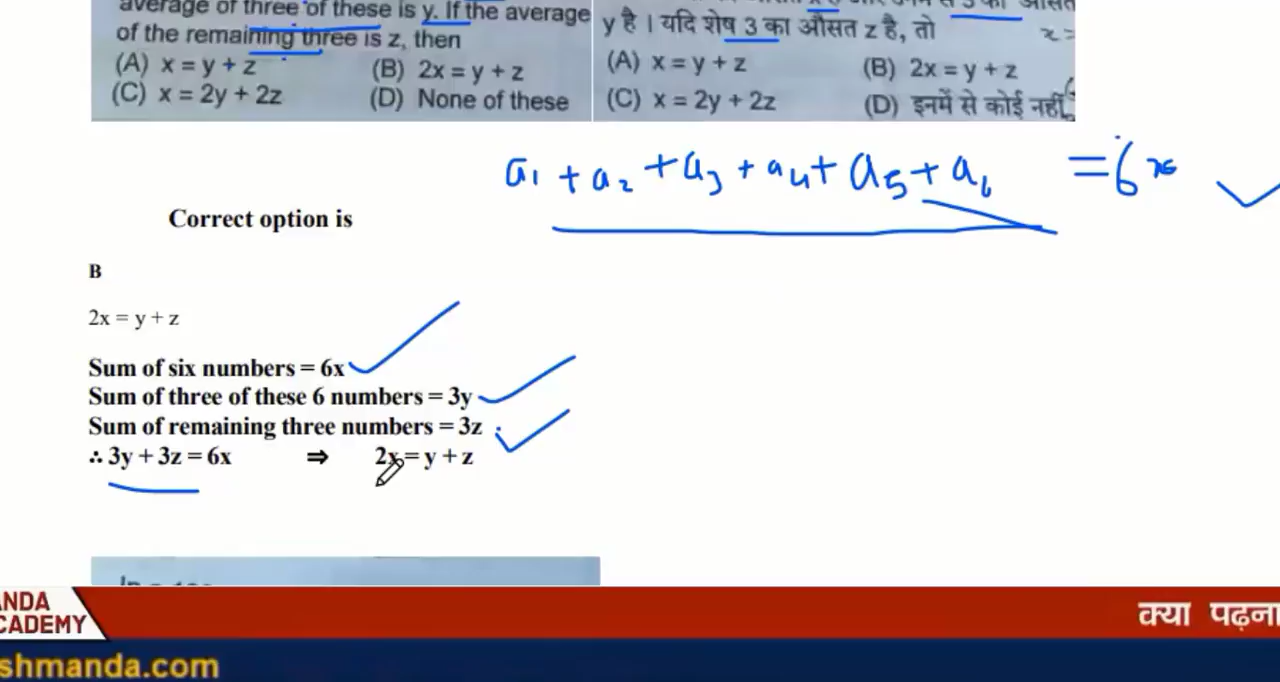 average of three of these is y. If the average
of the remaining three is z, then
(A) x = y + z (B) 2x = y + z
(C) x = 2y + 2z (D) None of these
y है। यदि शेष 3 का औसत z है, तो
x =
(A) x = y + z (B) 2x = y + z
(C) x = 2y + 2z (D) इनमें से कोई नहीं
a1 + a2 + a3 + a4 + a5 + a6 = 6x
Correct option is
B
2x = y + z
Sum of six numbers = 6x
Sum of three of these 6 numbers = 3y
Sum of remaining three numbers = 3z
∴ 3y + 3z = 6x ⇒ 2x = y + z
ANDA
CADEMY
क्या पढ़ना
shmanda.com